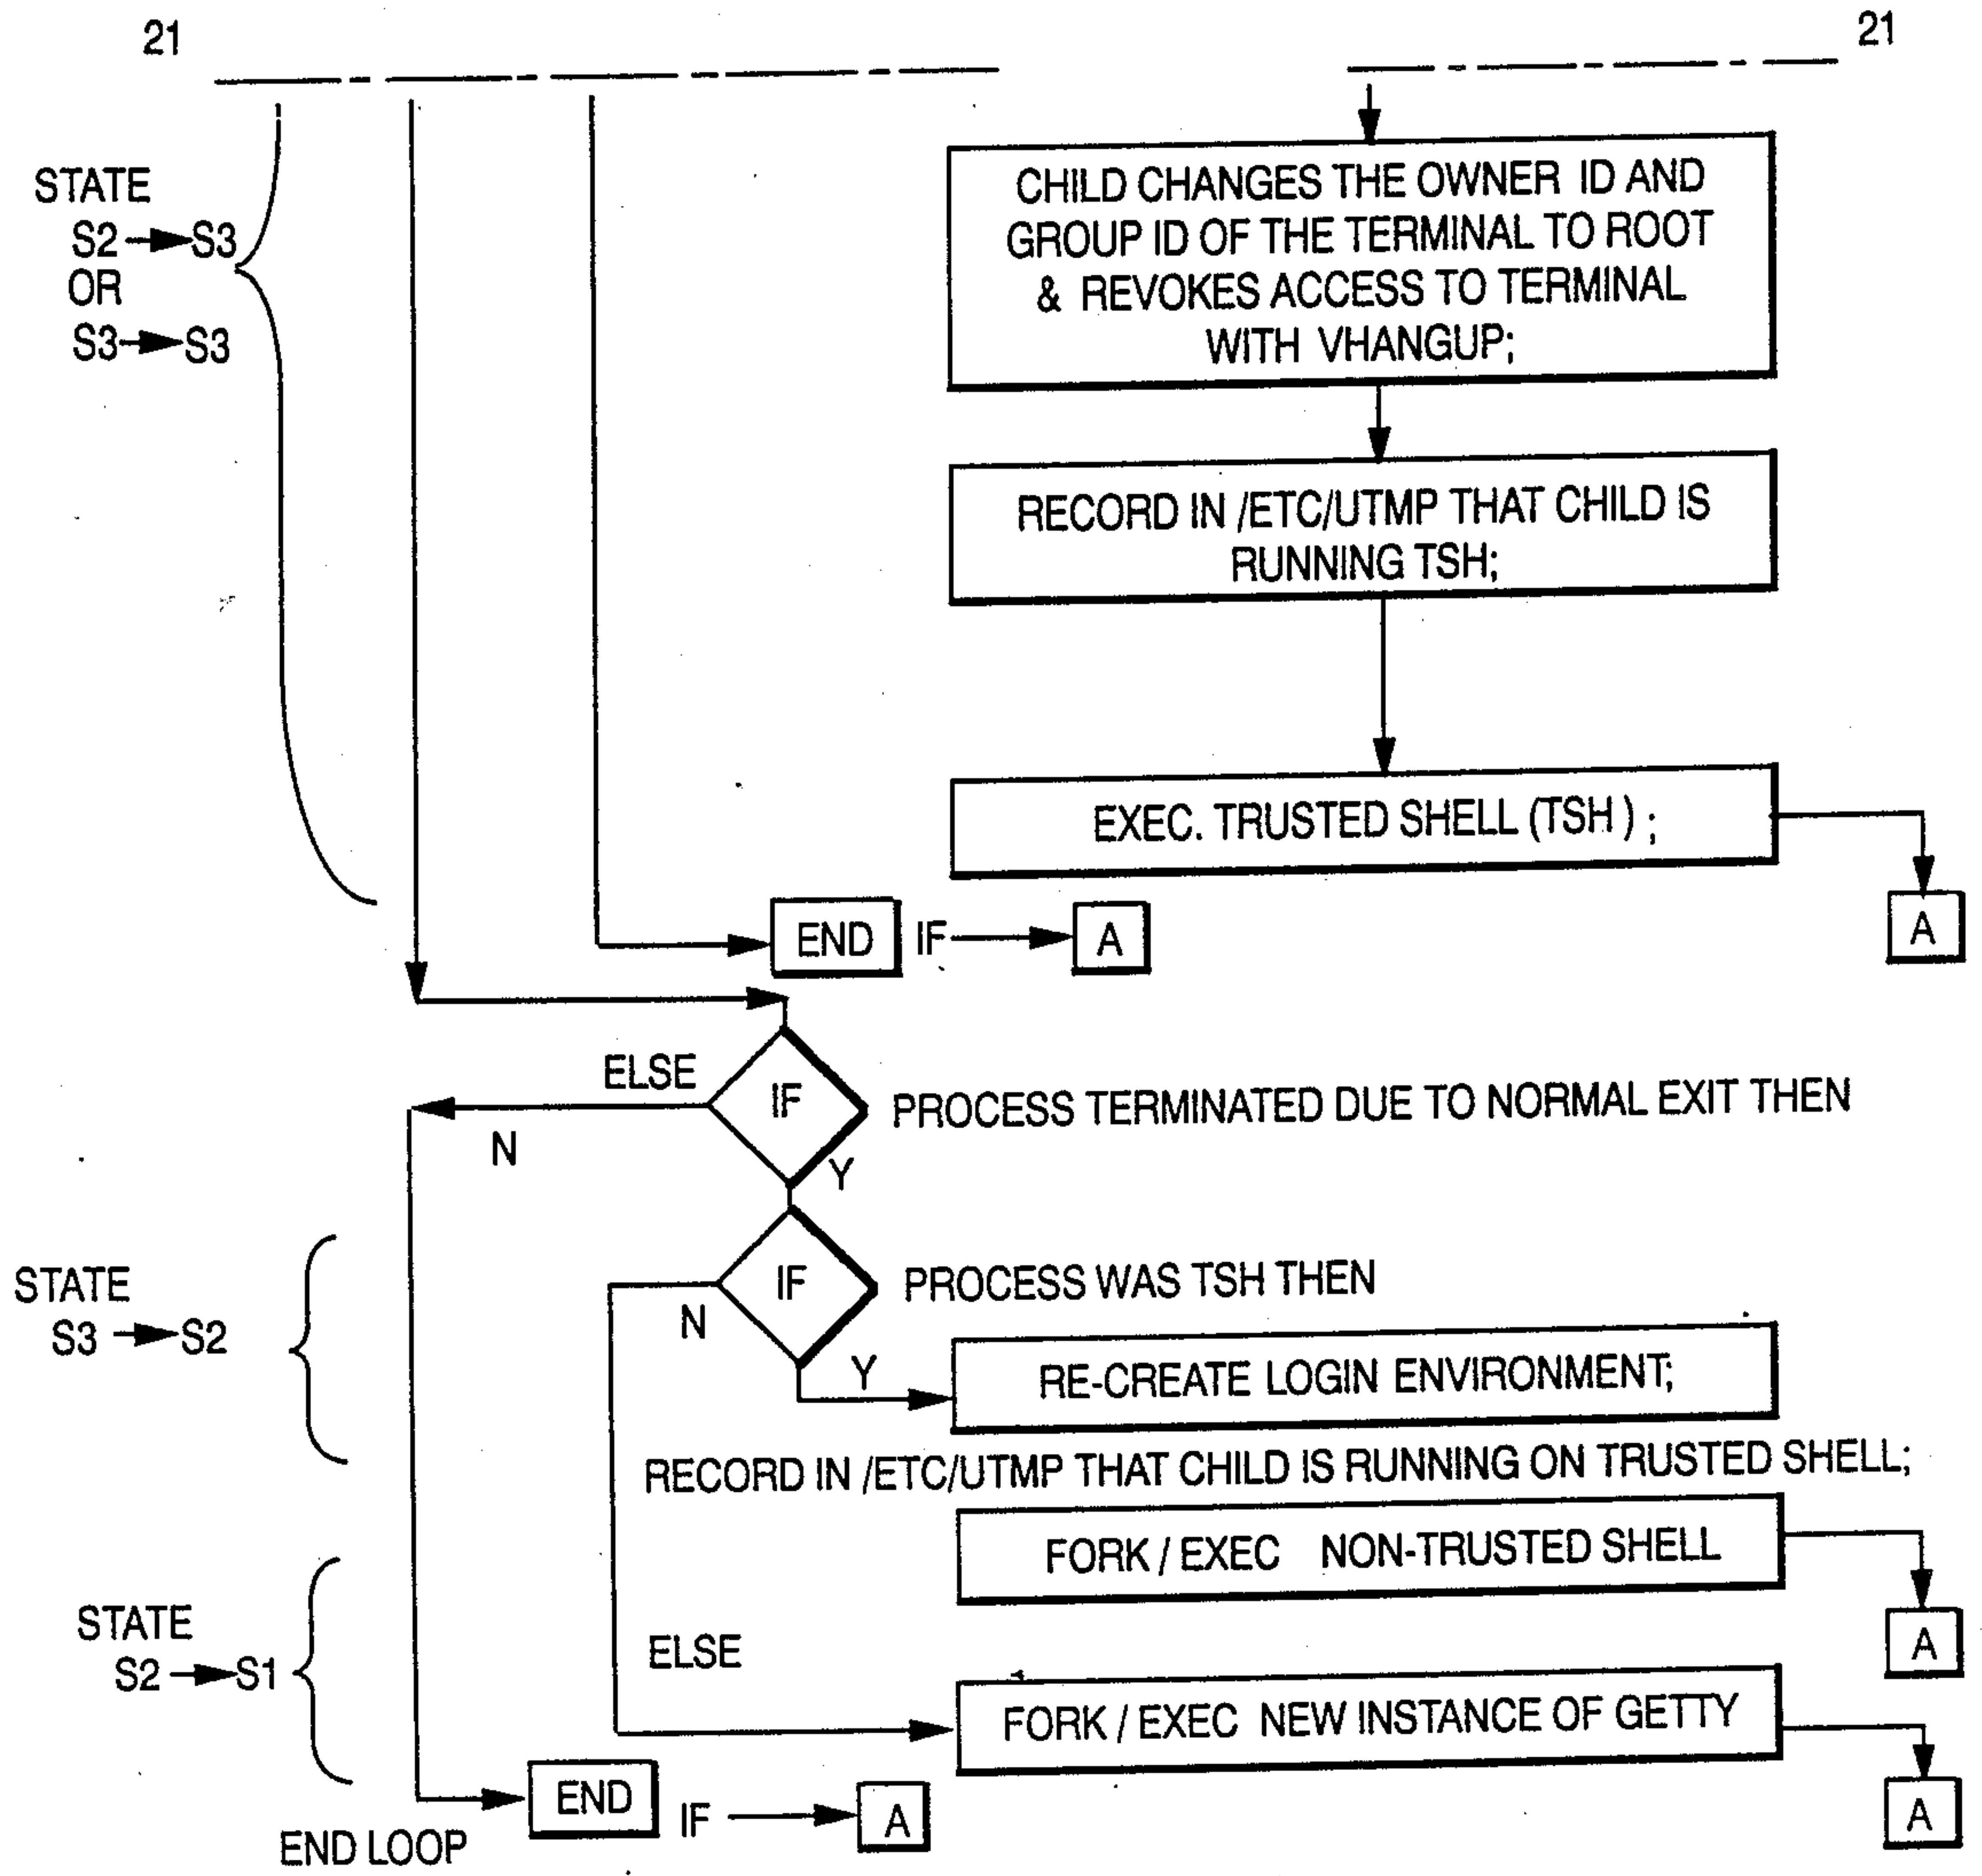 21
21
STATE
S2 → S3
OR
S3 → S3
CHILD CHANGES THE OWNER ID AND
GROUP ID OF THE TERMINAL TO ROOT
& REVOKES ACCESS TO TERMINAL
WITH VHANGUP;
RECORD IN /ETC/UTMP THAT CHILD IS
RUNNING TSH;
EXEC. TRUSTED SHELL (TSH) ;
A
END IF → A
ELSE
IF
PROCESS TERMINATED DUE TO NORMAL EXIT THEN
N
Y
STATE
S3 → S2
IF
PROCESS WAS TSH THEN
N
Y
RE-CREATE LOGIN ENVIRONMENT;
RECORD IN /ETC/UTMP THAT CHILD IS RUNNING ON TRUSTED SHELL;
FORK / EXEC NON-TRUSTED SHELL
A
STATE
S2 → S1
ELSE
FORK / EXEC NEW INSTANCE OF GETTY
A
END IF → A
END LOOP